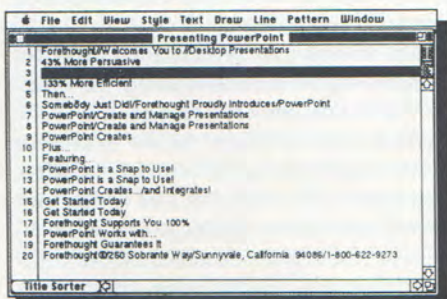 File Edit View Style Text Draw Line Pattern Window
Presenting PowerPoint
1 Forethought//Welcomes You to //Desktop Presentations
2 43% More Persuasive
3
4 133% More Efficient
5 Then...
6 Somebody Just Did//Forethought Proudly Introduces/PowerPoint
7 PowerPoint/Create and Manage Presentations
8 PowerPoint/Create and Manage Presentations
9 PowerPoint Creates
10 Plus...
11 Featuring...
12 PowerPoint is a Snap to Use!
13 PowerPoint is a Snap to Use!
14 PowerPoint Creates.../and Integrates!
15 Get Started Today
16 Get Started Today
17 Forethought Supports You 100%
18 PowerPoint Works with...
19 Forethought Guarantees It
20 Forethought®/250 Sobrante Way/Sunnyvale, California 94086/1-800-622-9273
Title Sorter